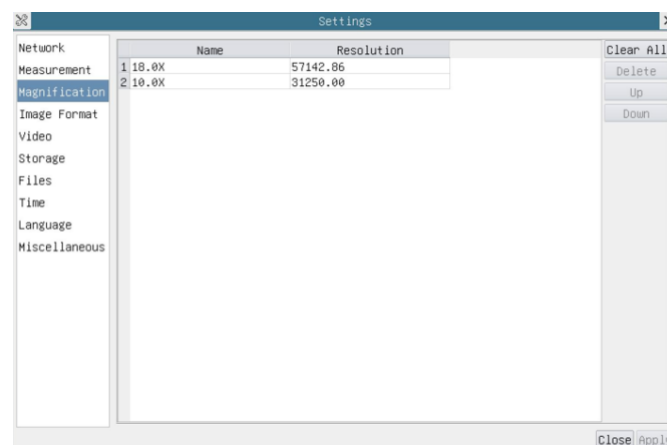 Settings
Network
Measurement
Magnification
Image Format
Video
Storage
Files
Time
Language
Miscellaneous
Name Resolution
1 18.0X 57142.86
2 10.0X 31250.00
Clear All
Delete
Up
Down
Close Apply